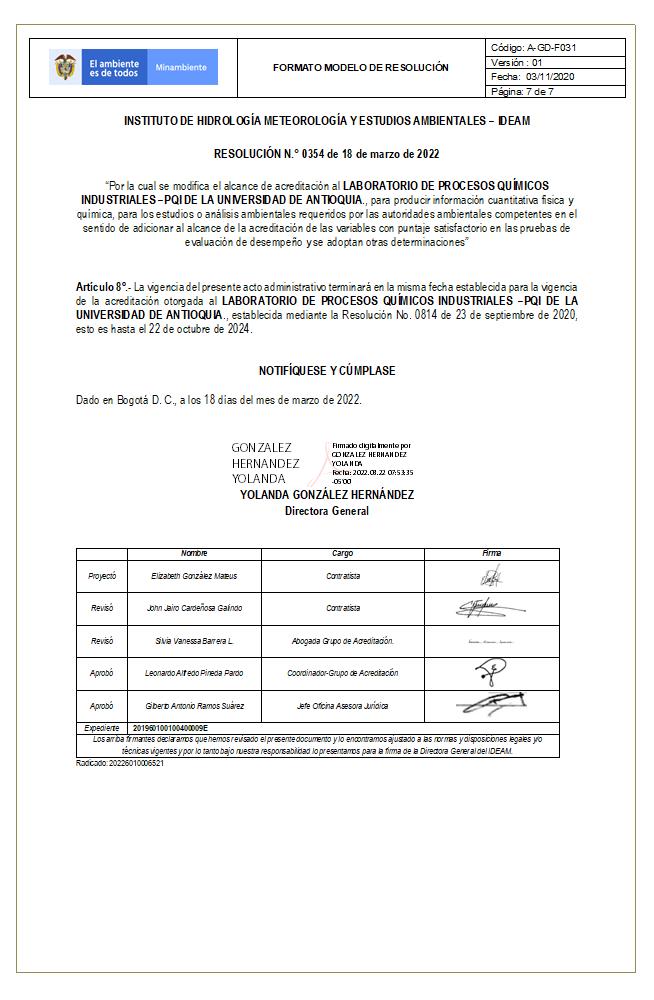 El ambiente
es de todos
Minambiente
FORMATO MODELO DE RESOLUCIÓN
Código: A-GD-F031
Versión : 01
Fecha: 03/11/2020
Página: 7 de 7
INSTITUTO DE HIDROLOGÍA METEOROLOGÍA Y ESTUDIOS AMBIENTALES – IDEAM
RESOLUCIÓN N.° 0354 de 18 de marzo de 2022
“Por la cual se modifica el alcance de acreditación al LABORATORIO DE PROCESOS QUÍMICOS
INDUSTRIALES –PQI DE LA UNIVERSIDAD DE ANTIOQUIA., para producir información cuantitativa física y
química, para los estudios o análisis ambientales requeridos por las autoridades ambientales competentes en el
sentido de adicionar al alcance de la acreditación de las variables con puntaje satisfactorio en las pruebas de
evaluación de desempeño y se adoptan otras determinaciones”
Artículo 8°.- La vigencia del presente acto administrativo terminará en la misma fecha establecida para la vigencia
de la acreditación otorgada al LABORATORIO DE PROCESOS QUÍMICOS INDUSTRIALES –PQI DE LA
UNIVERSIDAD DE ANTIOQUIA., establecida mediante la Resolución No. 0814 de 23 de septiembre de 2020,
esto es hasta el 22 de octubre de 2024.
NOTIFÍQUESE Y CÚMPLASE
Dado en Bogotá D. C., a los 18 días del mes de marzo de 2022.
GONZALEZ
HERNANDEZ
YOLANDA
Firmado digitalmente por
GONZALEZ HERNANDEZ
YOLANDA
Fecha: 2022.03.22 07:53:35
-05'00'
YOLANDA GONZÁLEZ HERNÁNDEZ
Directora General
Nombre Cargo Firma
Proyectó Elizabeth González Mateus Contratista
Revisó John Jairo Cardeñosa Galindo Contratista
Revisó Silvia Vanessa Barrera L. Abogada Grupo de Acreditación.
Aprobó Leonardo Alfredo Pineda Pardo Coordinador-Grupo de Acreditación
Aprobó Gilberto Antonio Ramos Suárez Jefe Oficina Asesora Jurídica
Expediente 201960100100400009E
Los arriba firmantes declaramos que hemos revisado el presente documento y lo encontramos ajustado a las normas y disposiciones legales y/o
técnicas vigentes y por lo tanto bajo nuestra responsabilidad lo presentamos para la firma de la Directora General del IDEAM.
Radicado: 20226010006521